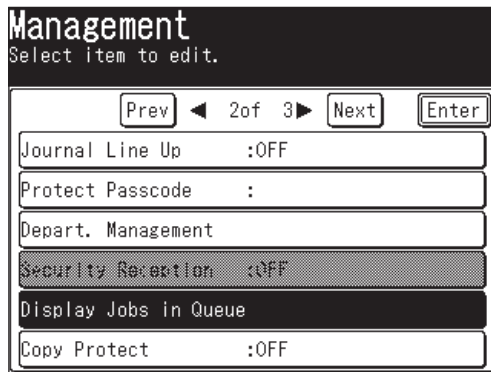 Management
Select item to edit.
Prev ◀ 2of 3▶ Next Enter
Journal Line Up :OFF
Protect Passcode :
Depart. Management
Security Reception :OFF
Display Jobs in Queue
Copy Protect :OFF